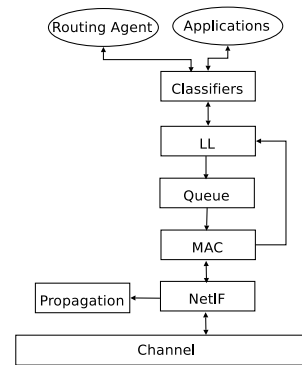 Routing Agent
Applications
Classifiers
LL
Queue
MAC
Propagation
NetIF
Channel